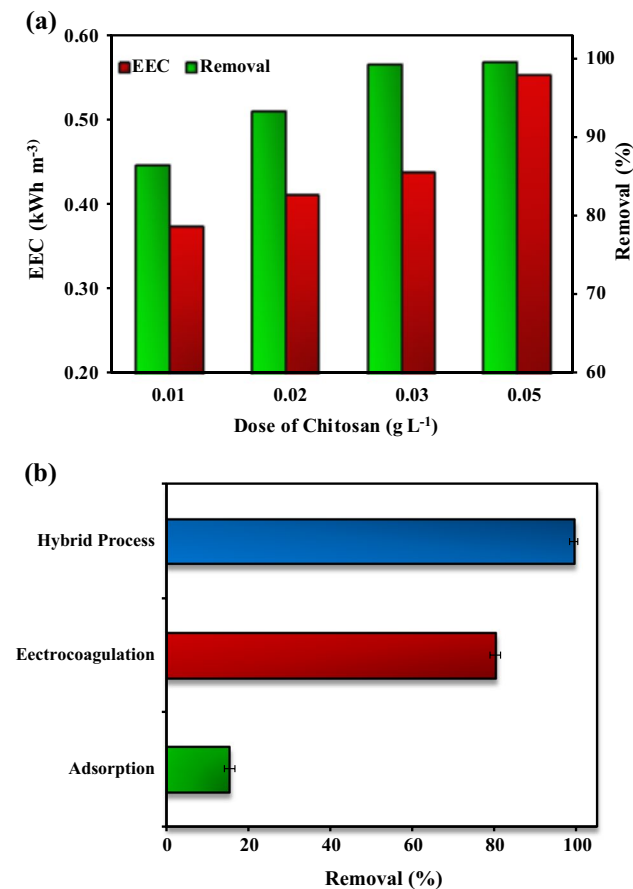 (a)
0.60
0.50
0.40
0.30
0.20
EEC (kWh m⁻³)
EEC Removal
100
90
80
70
60
Removal (%)
0.01 0.02 0.03 0.05
Dose of Chitosan (g L⁻¹)
(b)
Hybrid Process
Eectrocoagulation
Adsorption
0 20 40 60 80 100
Removal (%)